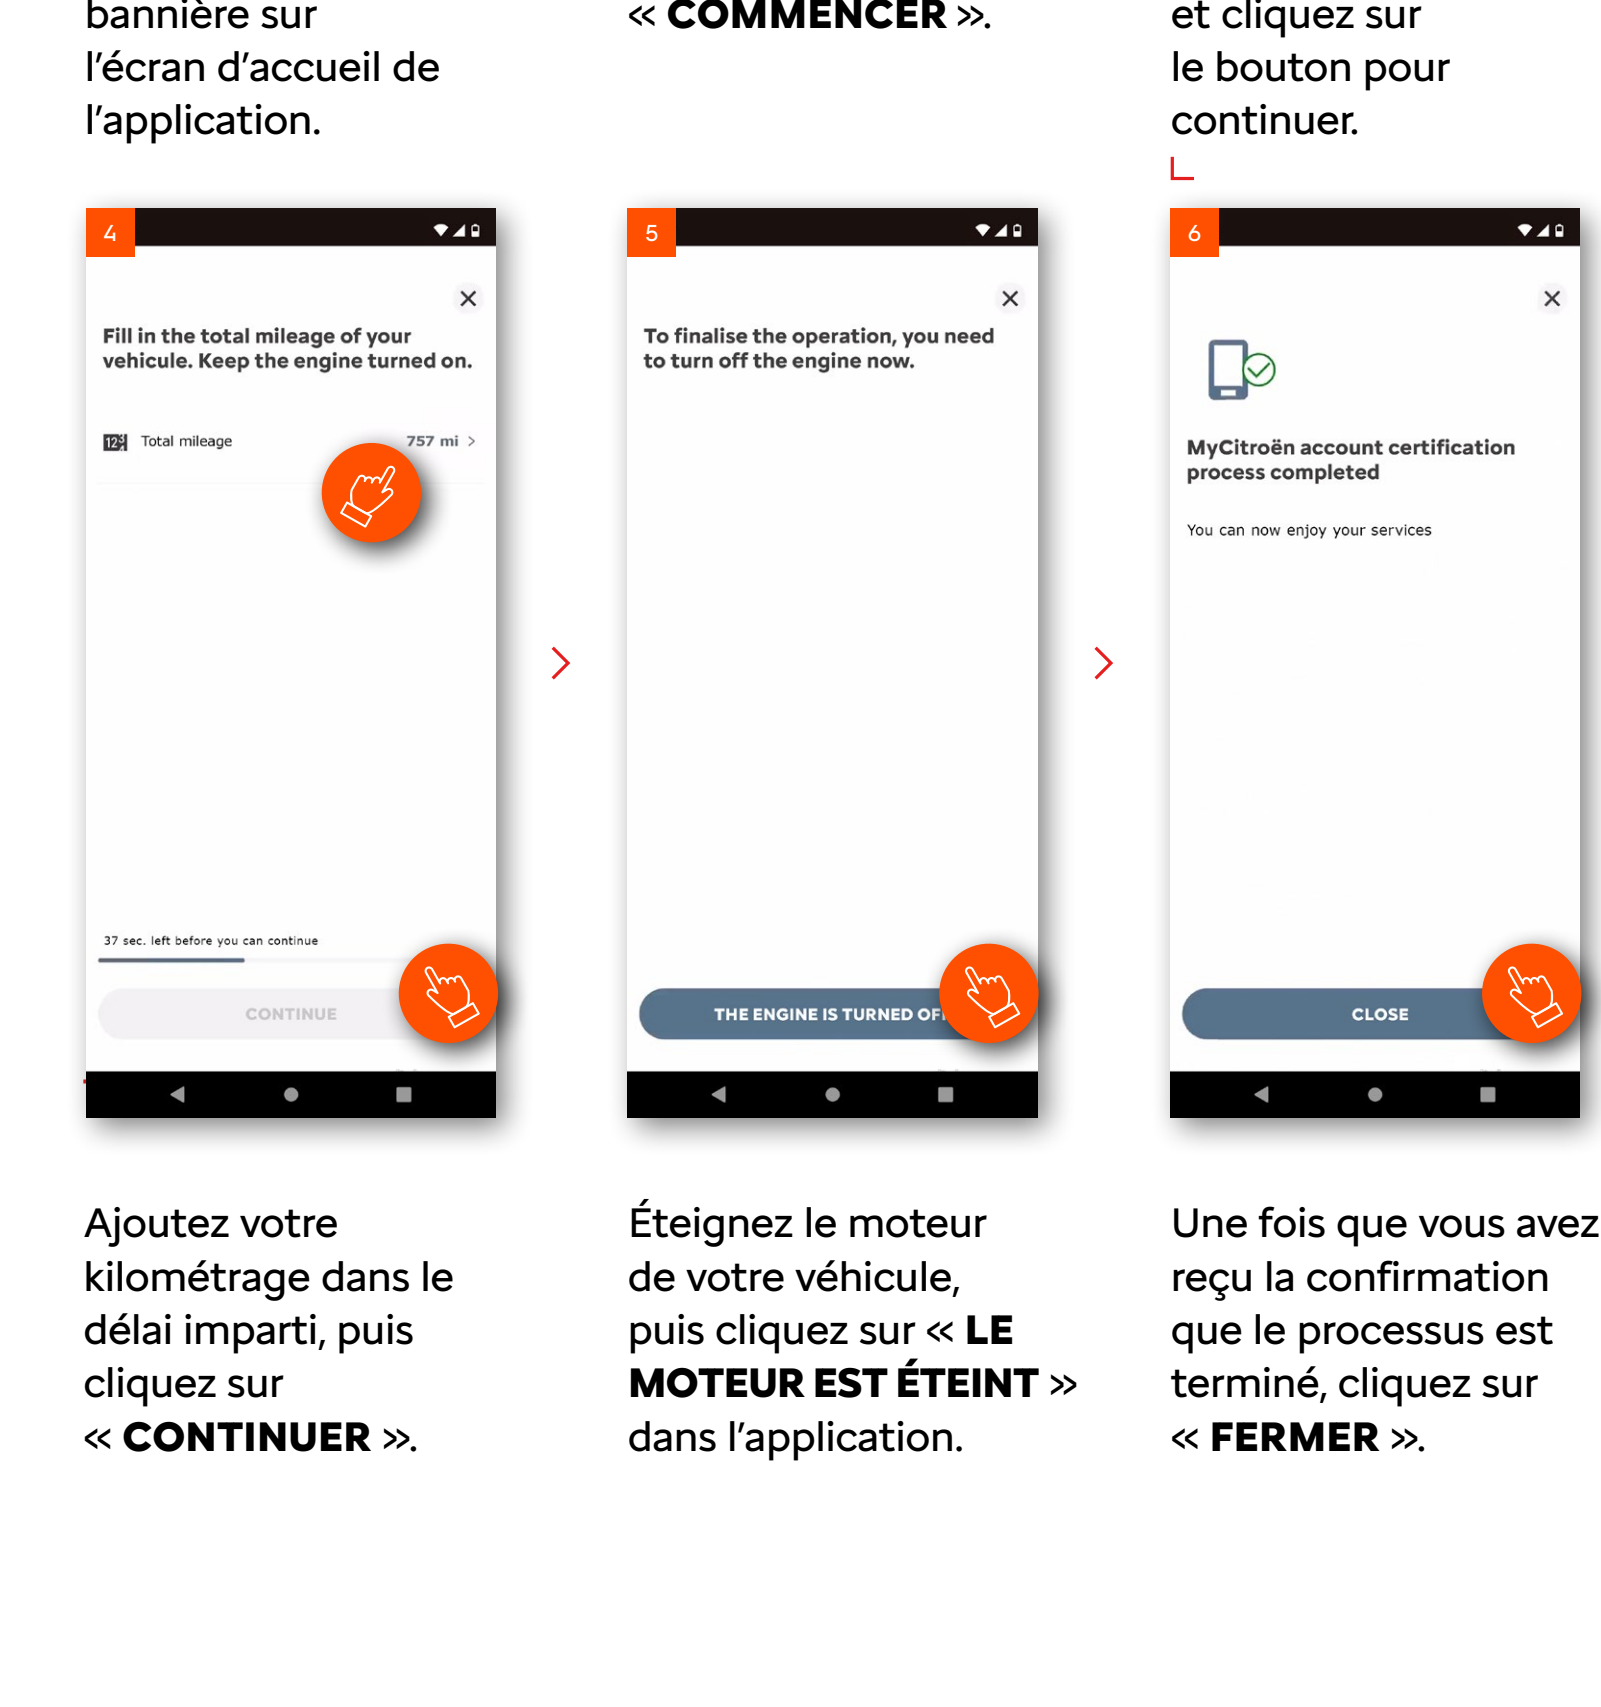 bannière sur
l'écran d'accueil de
l'application.
« COMMENCER ».
et cliquez sur
le bouton pour
continuer.
4
Fill in the total mileage of your
vehicule. Keep the engine turned on.
123 Total mileage 757 mi >
37 sec. left before you can continue
CONTINUE
Ajoutez votre
kilométrage dans le
délai imparti, puis
cliquez sur
« CONTINUER ».
5
To finalise the operation, you need
to turn off the engine now.
THE ENGINE IS TURNED OF
Éteignez le moteur
de votre véhicule,
puis cliquez sur « LE
MOTEUR EST ÉTEINT »
dans l'application.
6
MyCitroën account certification
process completed
You can now enjoy your services
CLOSE
Une fois que vous avez
reçu la confirmation
que le processus est
terminé, cliquez sur
« FERMER ».